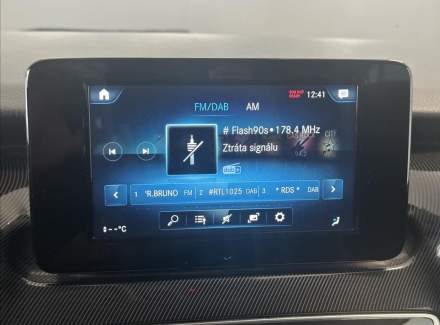 12:41
FM/DAB AM
# Flash90s • 178.4 MHz
Ztráta signálu
1 'R.BRUNO FM 2 #RTL1025 DAB 3 * RDS * DAB
--°C